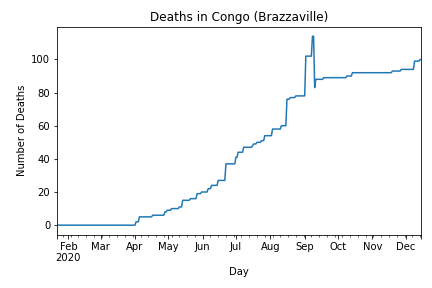 Deaths in Congo (Brazzaville)
Number of Deaths
100
80
60
40
20
0
Feb Mar Apr May Jun Jul Aug Sep Oct Nov Dec
2020
Day